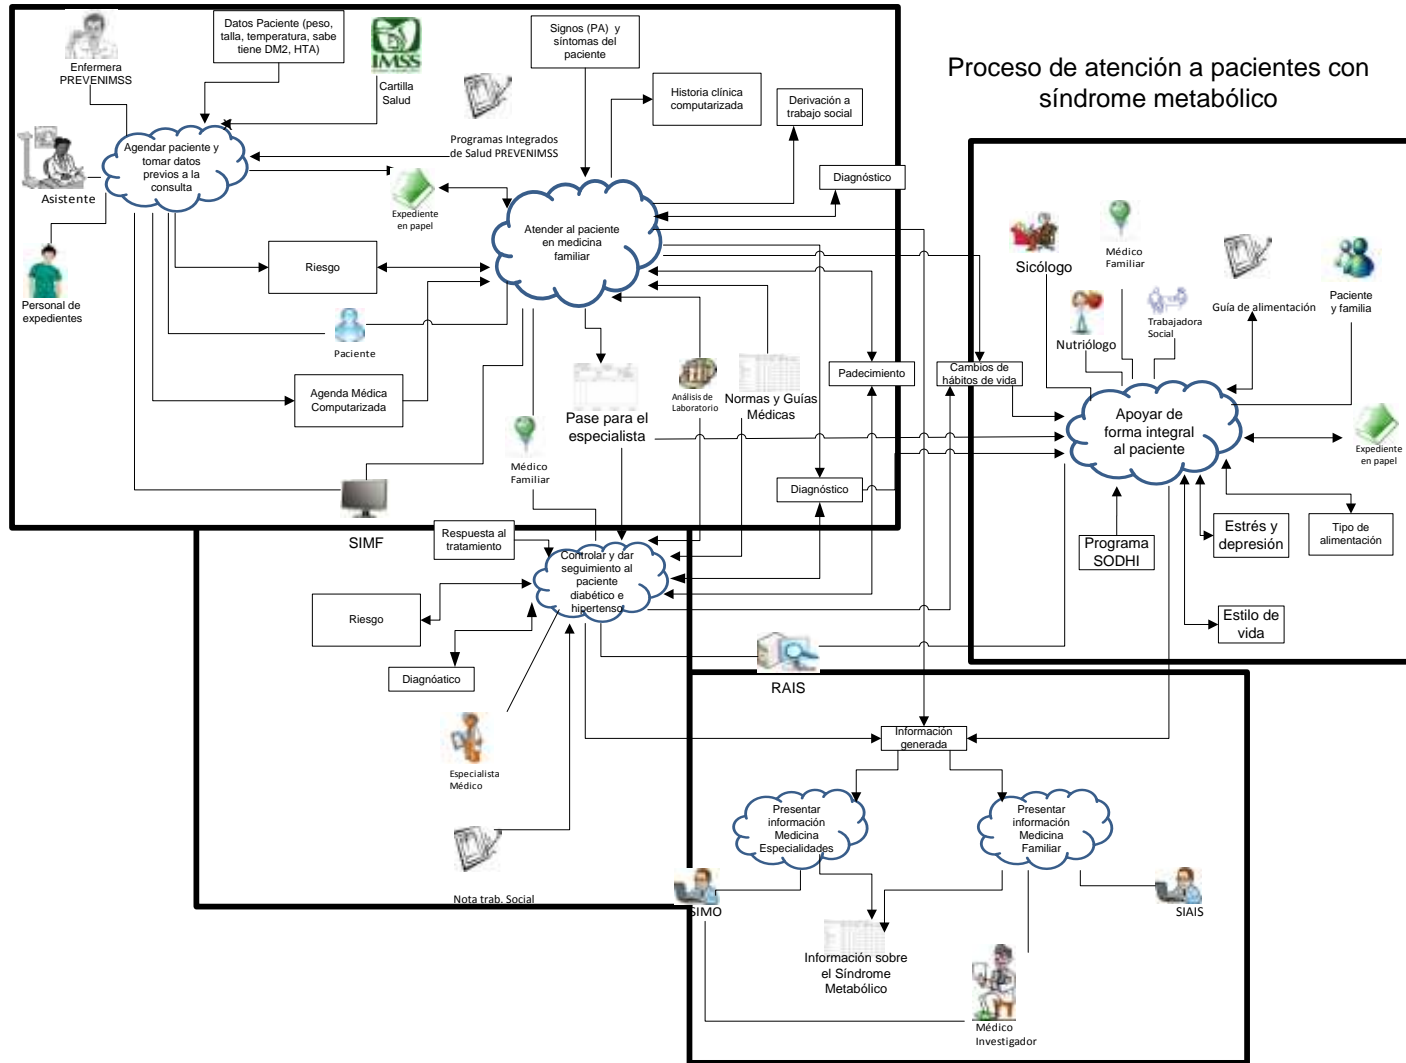 Proceso de atención a pacientes con
síndrome metabólico
Enfermera
PREVENIMSS
Datos Paciente (peso,
talla, temperatura, sabe
tiene DM2, HTA)
IMSS
Cartilla
Salud
Signos (PA) y
síntomas del
paciente
Historia clínica
computarizada
Derivación a
trabajo social
Programas Integrados
de Salud PREVENIMSS
Agendar paciente y
tomar datos
previos a la
consulta
Asistente
Diagnóstico
Expediente
en papel
Atender al paciente
en medicina
familiar
Riesgo
Personal de
expedientes
Paciente
Agenda Médica
Computarizada
Pase para el
especialista
Análisis de
Laboratorio
Normas y Guías
Médicas
Padecimiento
Cambios de
hábitos de vida
Médico
Familiar
Diagnóstico
SIMF
Sicólogo
Médico
Familiar
Nutriólogo
Trabajadora
Social
Guía de alimentación
Paciente
y familia
Apoyar de
forma integral
al paciente
Expediente
en papel
Programa
SODHI
Estrés y
depresión
Tipo de
alimentación
Estilo de
vida
Respuesta al
tratamiento
Controlar y dar
seguimiento al
paciente
diabético e
hipertenso
Riesgo
Diagnóatico
Especialista
Médico
Nota trab. Social
RAIS
Información
generada
Presentar
información
Medicina
Especialidades
Presentar
información
Medicina
Familiar
SIMO
SIAIS
Información sobre
el Síndrome
Metabólico
Médico
Investigador